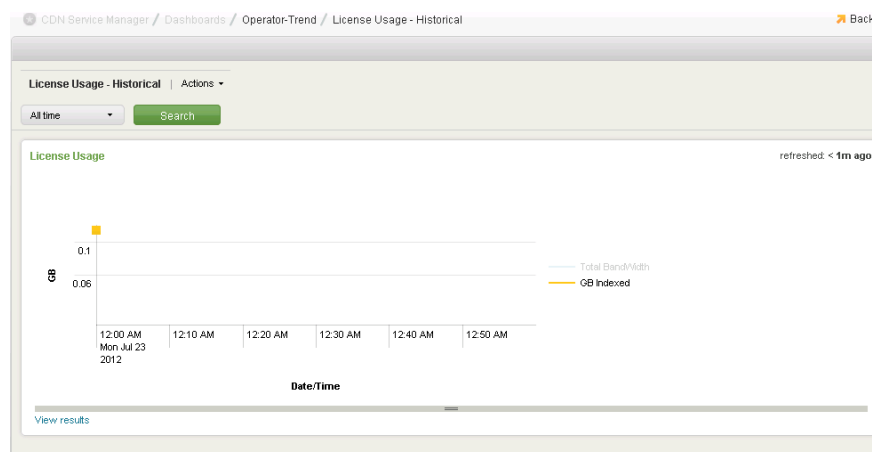 CDN Service Manager / Dashboards / Operator-Trend / License Usage - Historical
Back
License Usage - Historical | Actions
All time
Search
License Usage
refreshed: < 1m ago
0.1
GB
0.06
Total BandWidth
GB Indexed
12:00 AM 12:10 AM 12:20 AM 12:30 AM 12:40 AM 12:50 AM
Mon Jul 23
2012
Date/Time
View results